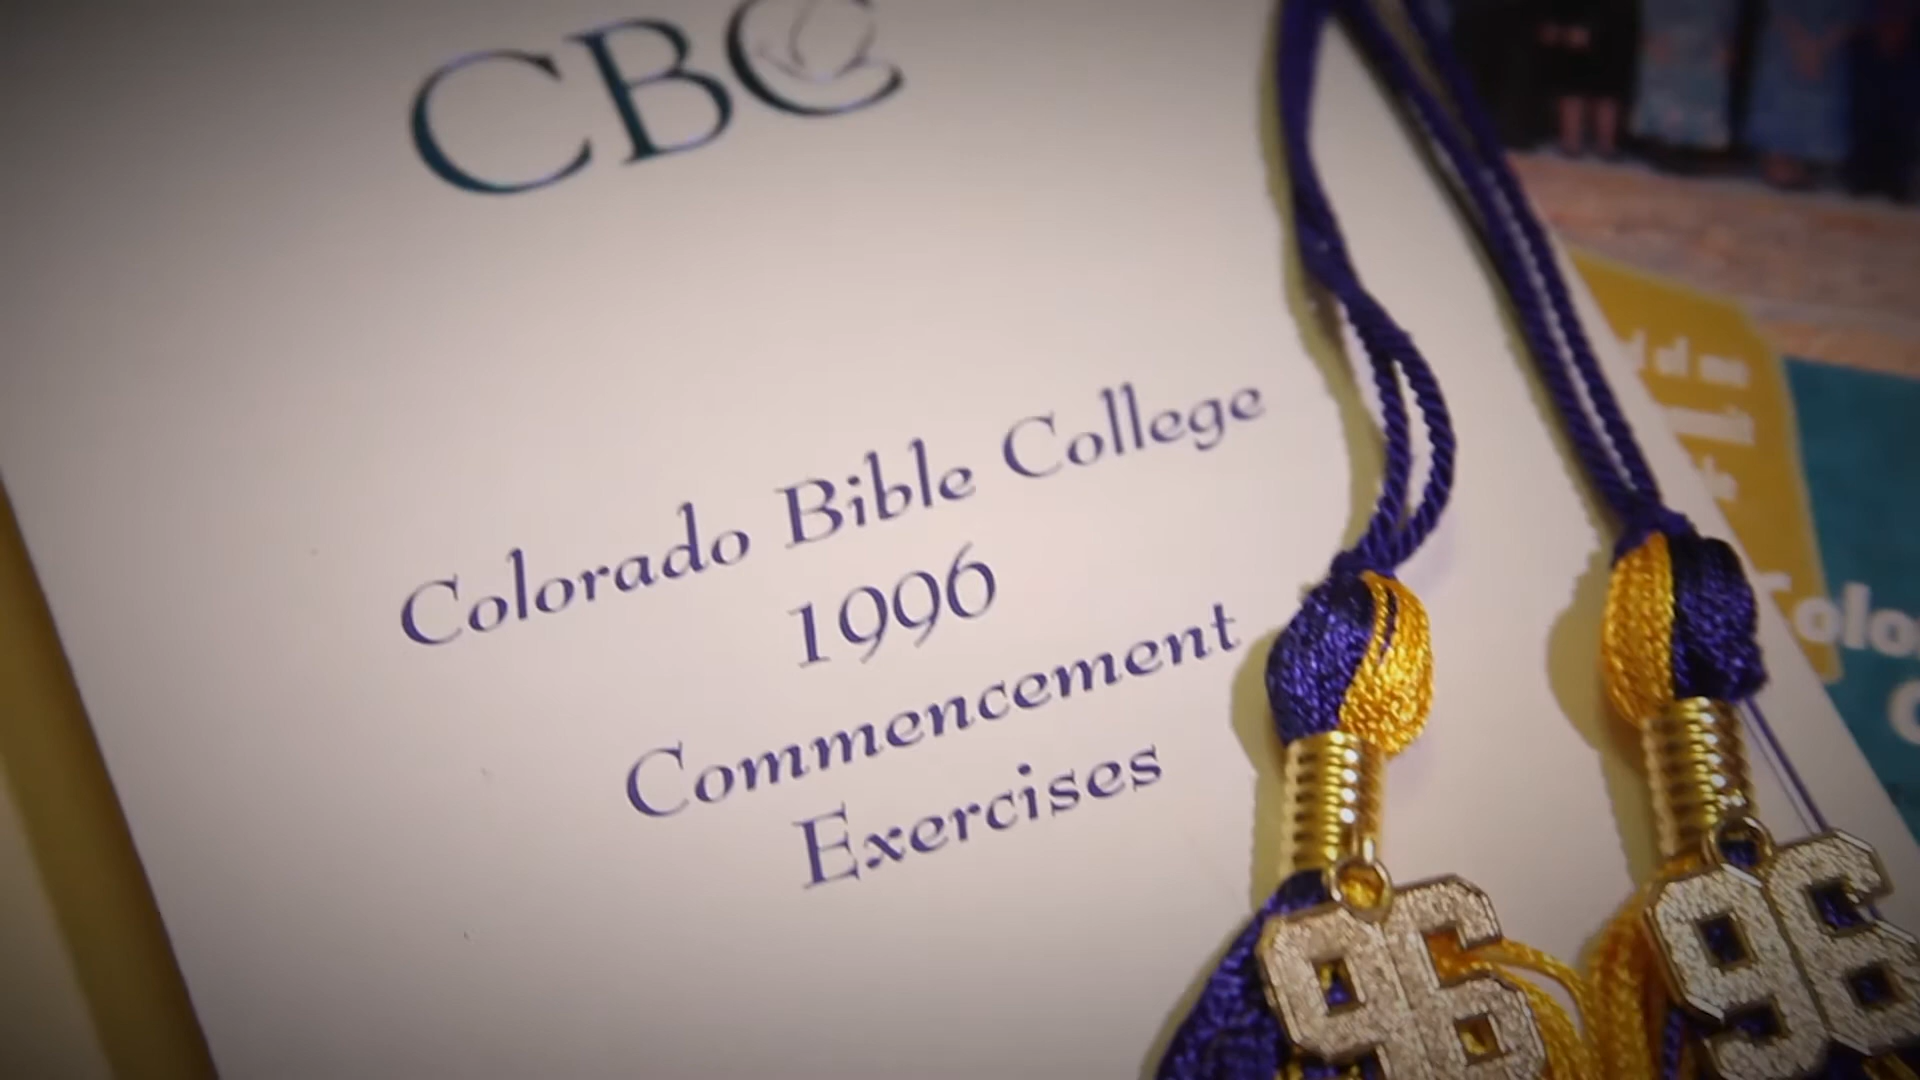 CBC
Colorado Bible College
1996
Commencement
Exercises
96
96